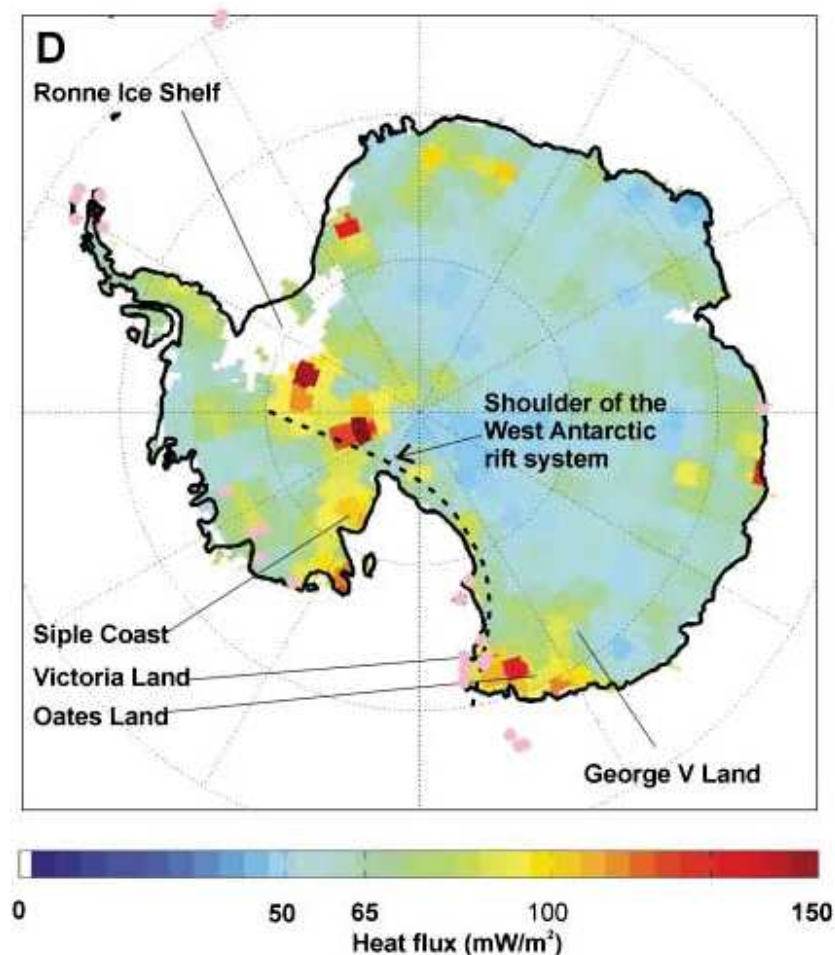 D
Ronne Ice Shelf
Shoulder of the
West Antarctic
rift system
Siple Coast
Victoria Land
Oates Land
George V Land
0 50 65 100 150
Heat flux (mW/m²)